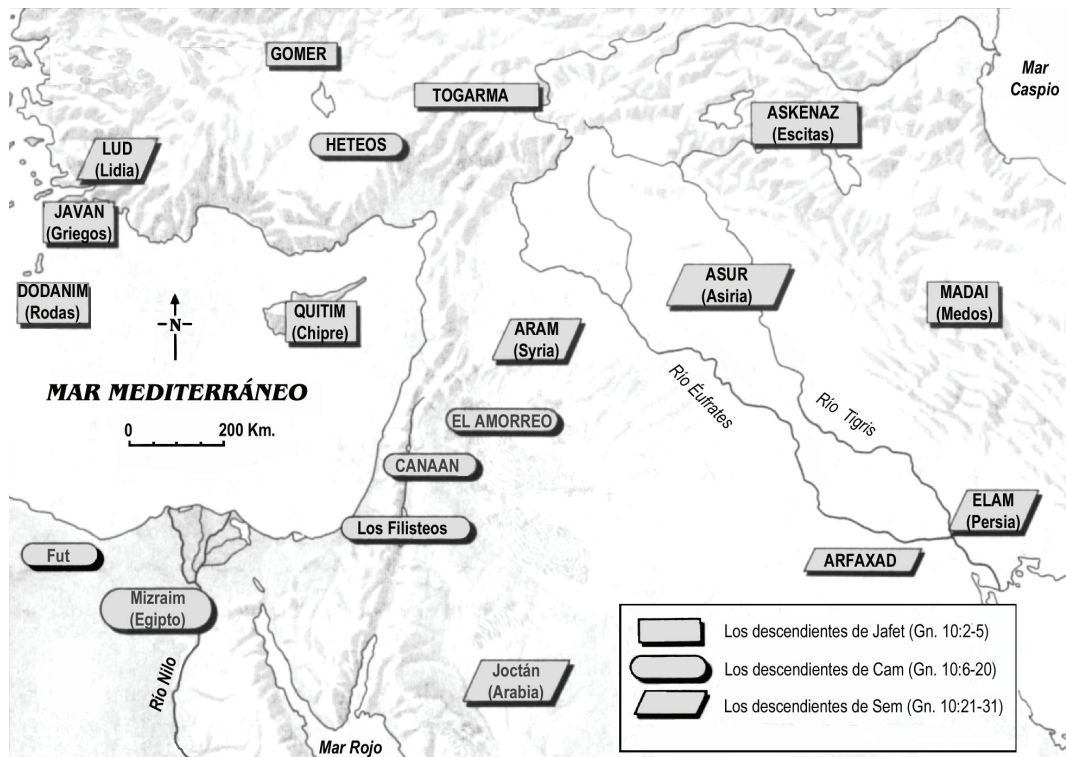 GOMER
Mar
Caspio
TOGARMA
ASKENAZ
(Escitas)
HETEOS
LUD
(Lidia)
JAVAN
(Griegos)
ASUR
(Asiria)
DODANIM
(Rodas)
MADAI
(Medos)
QUITIM
(Chipre)
N
ARAM
(Syria)
MAR MEDITERRÁNEO
Río Éufrates
Río Tigris
0 200 Km.
EL AMORREO
CANAAN
ELAM
(Persia)
Los Filisteos
Fut
ARFAXAD
Mizraim
(Egipto)
Río Nilo
Joctán
(Arabia)
Mar Rojo
Los descendientes de Jafet (Gn. 10:2-5)
Los descendientes de Cam (Gn. 10:6-20)
Los descendientes de Sem (Gn. 10:21-31)